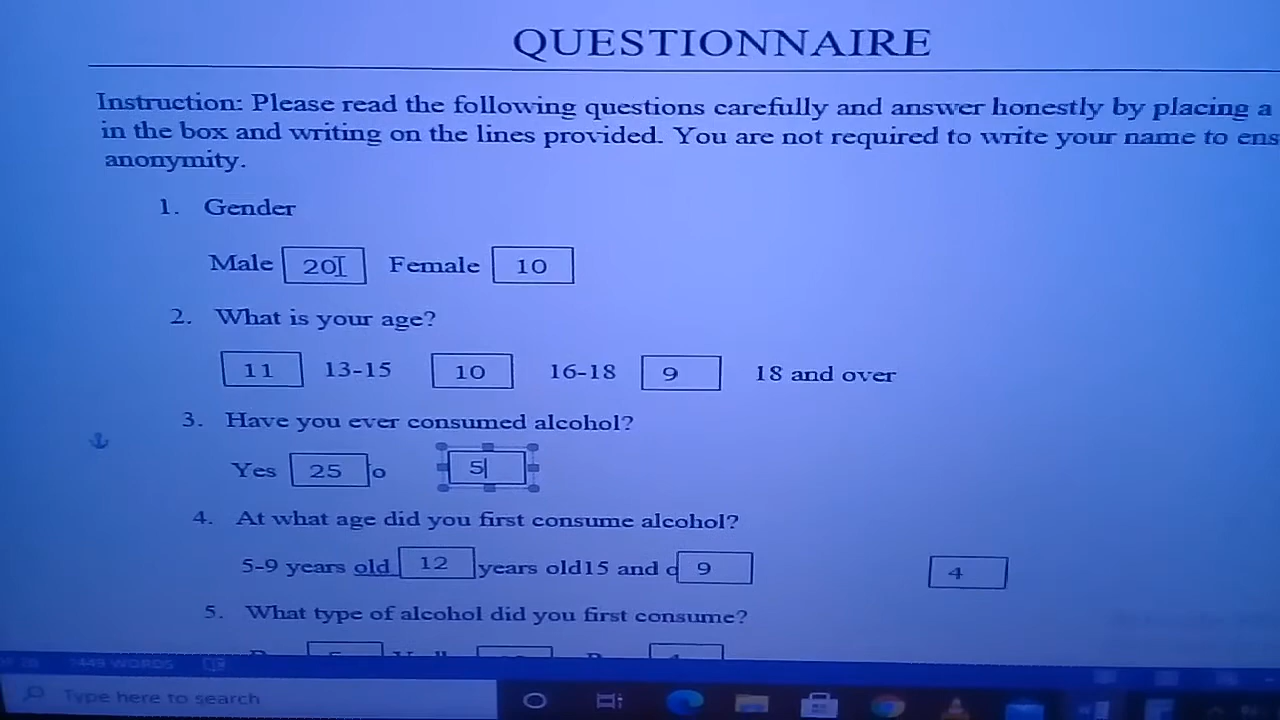 QUESTIONNAIRE
Instruction: Please read the following questions carefully and answer honestly by placing a
in the box and writing on the lines provided. You are not required to write your name to ens
anonymity.
1. Gender
Male 20 Female 10
2. What is your age?
11 13-15 10 16-18 9 18 and over
3. Have you ever consumed alcohol?
Yes 25 o 5
4. At what age did you first consume alcohol?
5-9 years old 12 years old15 and 9 4
5. What type of alcohol did you first consume?
1449 WORDS
Type here to search